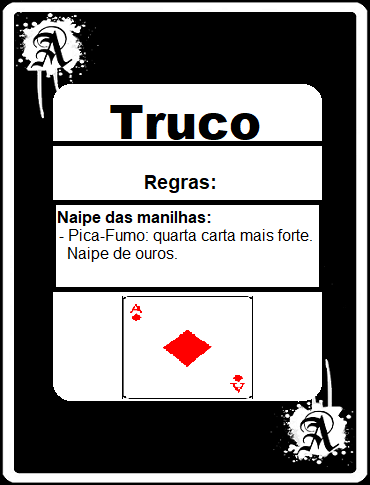 A
Truco
Regras:
Naipe das manilhas:
- Pica-Fumo: quarta carta mais forte.
Naipe de ouros.
A
A
A